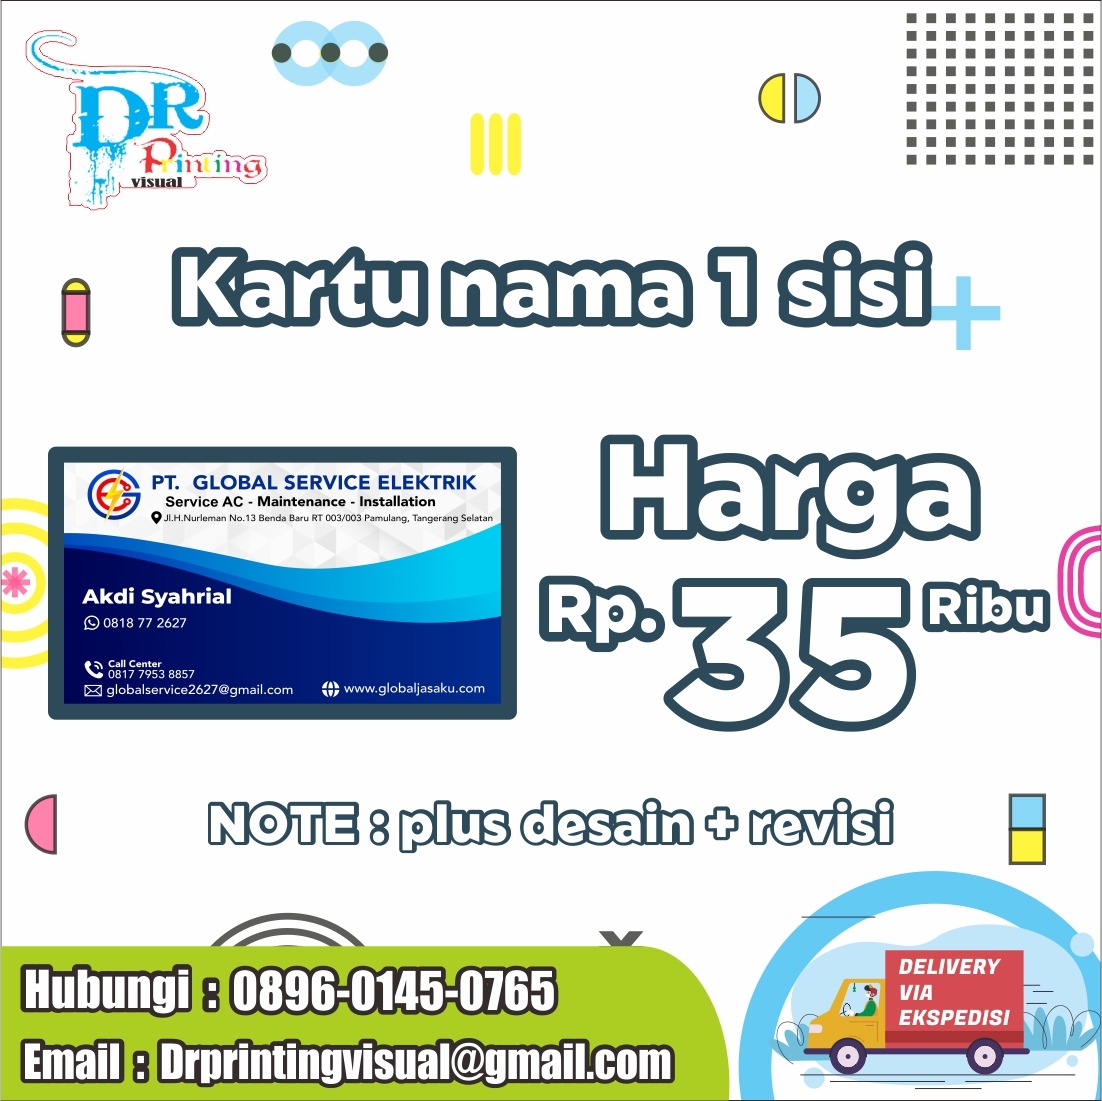 DR
Printing
visual
Kartu nama 1 sisi
PT. GLOBAL SERVICE ELEKTRIK
Service AC - Maintenance - Installation
Jl.H.Nurleman No.13 Benda Baru RT 003/003 Pamulang, Tangerang Selatan
Akdi Syahrial
0818 77 2627
Call Center
0817 7953 8857
globalservice2627@gmail.com
www.globaljasaku.com
Harga
Rp. 35 Ribu
NOTE : plus desain + revisi
Hubungi : 0896-0145-0765
Email : Drprintingvisual@gmail.com
DELIVERY
VIA
EKSPEDISI